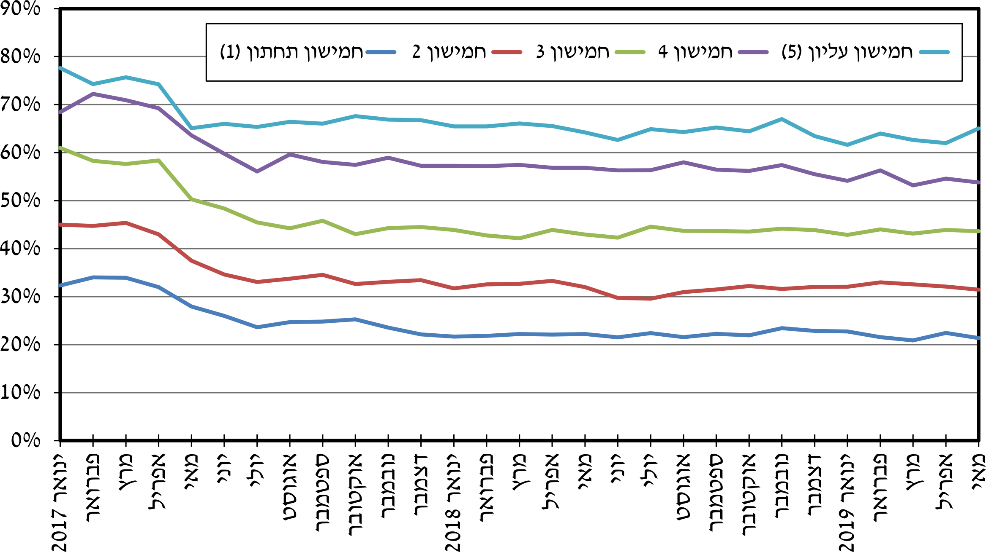 90%
80%
70%
60%
50%
40%
30%
20%
10%
0%
חמישון תחתון (1)
חמישון 2
חמישון 3
חמישון 4
חמישון עליון (5)
ינואר 2017
פברואר
מרץ
אפריל
מאי
יוני
יולי
אוגוסט
ספטמבר
אוקטובר
נובמבר
דצמבר
ינואר 2018
פברואר
מרץ
אפריל
מאי
יוני
יולי
אוגוסט
ספטמבר
אוקטובר
נובמבר
דצמבר
ינואר 2019
פברואר
מרץ
אפריל
מאי